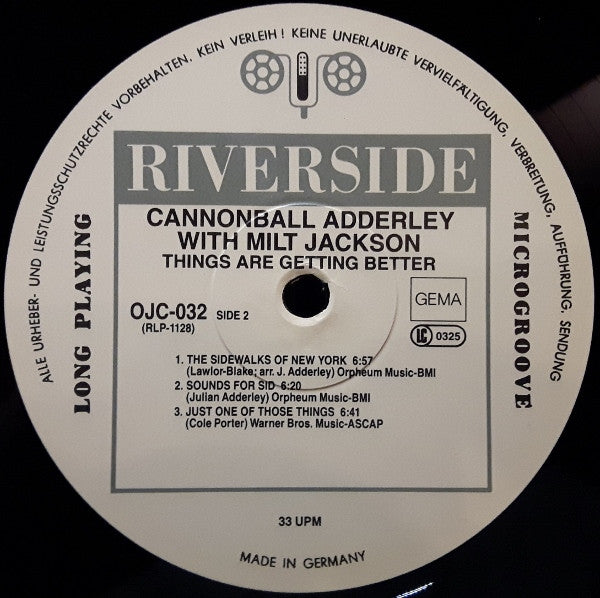 ALLE URHEBER- UND LEISTUNGSSCHUTZRECHTE VORBEHALTEN. KEIN VERLEIH! KEINE UNERLAUBTE VERVIELFÄLTIGUNG, VERBREITUNG, AUFFÜHRUNG, SENDUNG
RIVERSIDE
LONG PLAYING
MICROGROOVE
CANNONBALL ADDERLEY
WITH MILT JACKSON
THINGS ARE GETTING BETTER
OJC-032 SIDE 2
(RLP-1128)
GEMA
LC 0325
1. THE SIDEWALKS OF NEW YORK 6:57
(Lawlor-Blake; arr. J. Adderley) Orpheum Music-BMI
2. SOUNDS FOR SID 6:20
(Julian Adderley) Orpheum Music-BMI
3. JUST ONE OF THOSE THINGS 6:41
(Cole Porter) Warner Bros. Music-ASCAP
33 UPM
MADE IN GERMANY